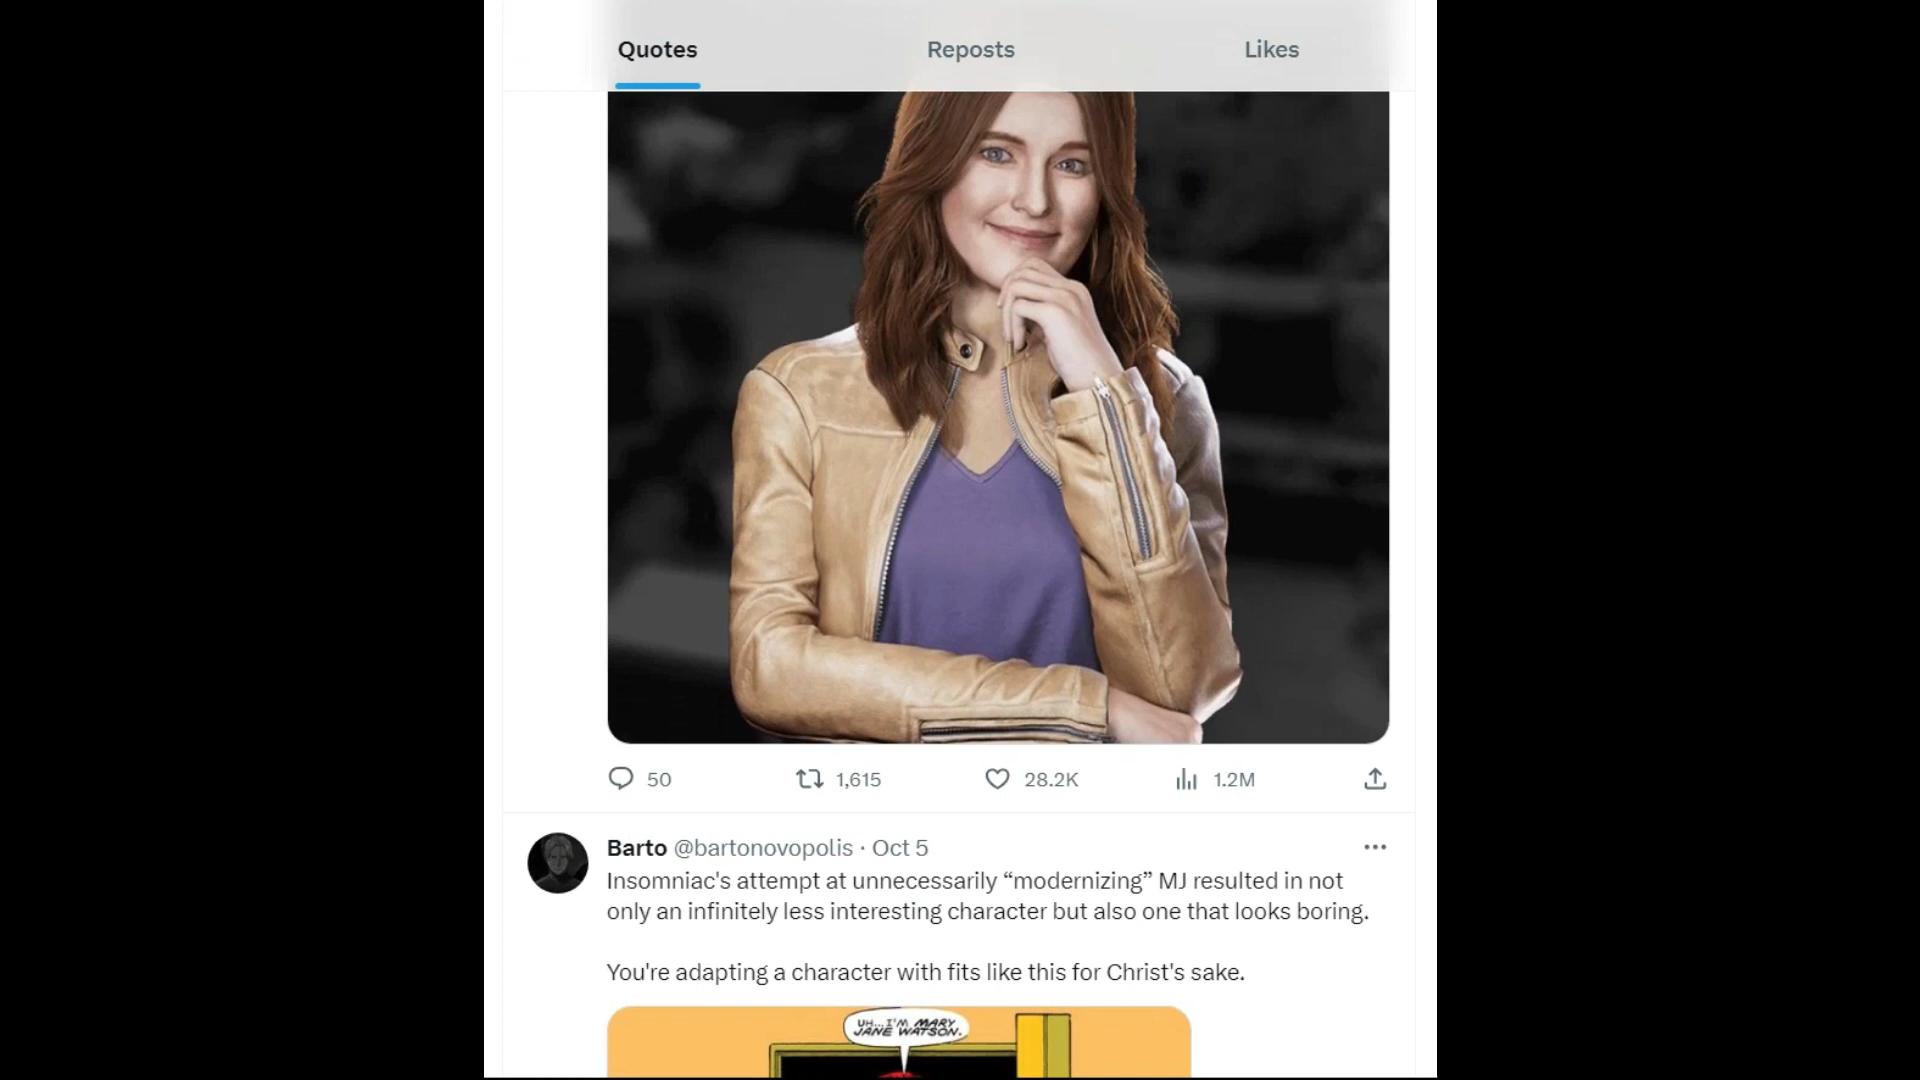 Quotes Reposts Likes
50 1,615 28.2K 1.2M
Barto @bartonovopolis · Oct 5
Insomniac's attempt at unnecessarily “modernizing” MJ resulted in not
only an infinitely less interesting character but also one that looks boring.
You're adapting a character with fits like this for Christ's sake.
UH...I'M MARY
JANE WATSON.